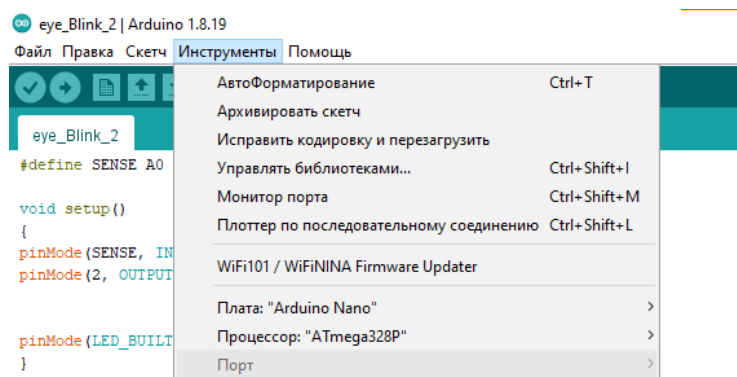 eye_Blink_2 | Arduino 1.8.19
Файл Правка Скетч Инструменты Помощь
eye_Blink_2
#define SENSE A0
void setup()
{
pinMode(SENSE, IN
pinMode(2, OUTPUT
pinMode(LED_BUILT
}
АвтоФорматирование Ctrl+T
Архивировать скетч
Исправить кодировку и перезагрузить
Управлять библиотеками... Ctrl+Shift+I
Монитор порта Ctrl+Shift+M
Плоттер по последовательному соединению Ctrl+Shift+L
WiFi101 / WiFiNINA Firmware Updater
Плата: "Arduino Nano"
Процессор: "ATmega328P"
Порт